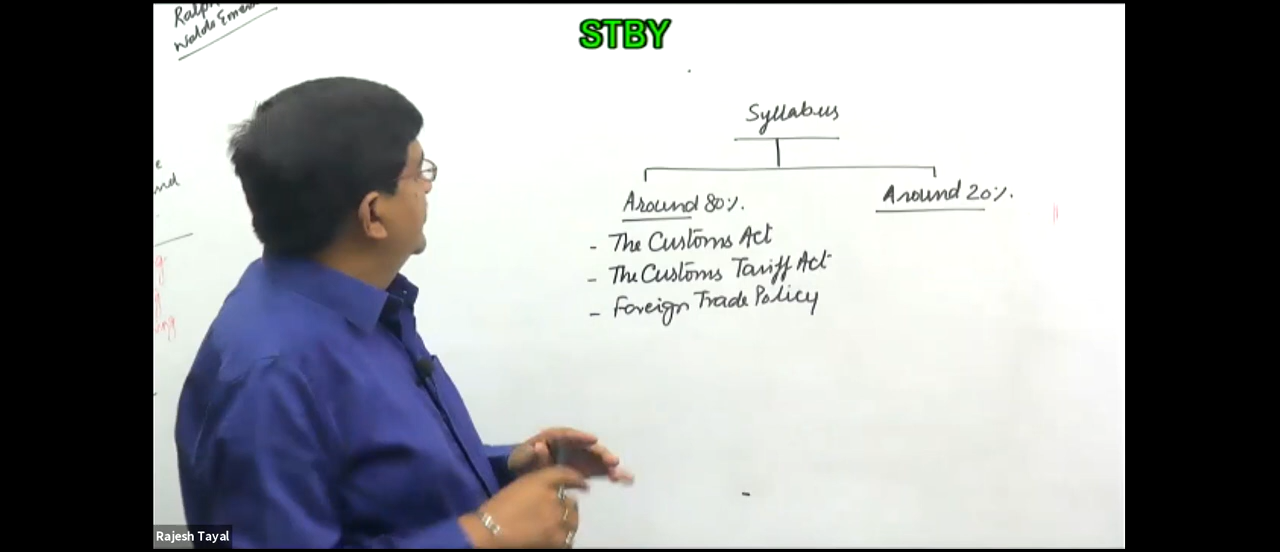 STBY
Syllabus
Around 80%.
Around 20%.
- The Customs Act
- The Customs Tariff Act
- Foreign Trade Policy
Rajesh Tayal